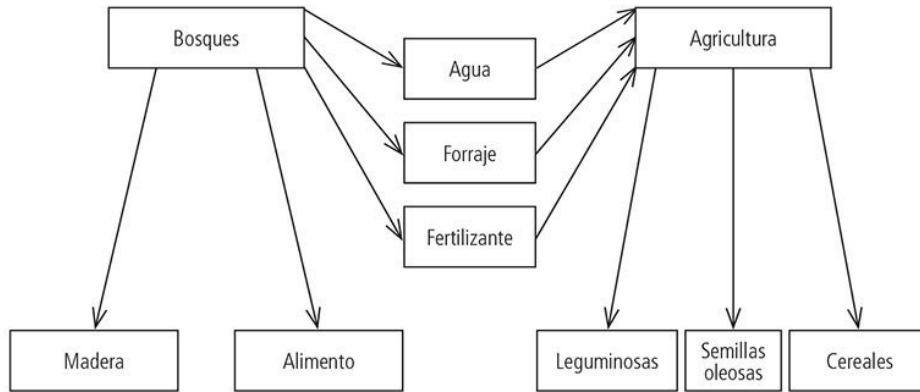 Bosques
Agricultura
Agua
Forraje
Fertilizante
Madera
Alimento
Leguminosas
Semillas
oleosas
Cereales